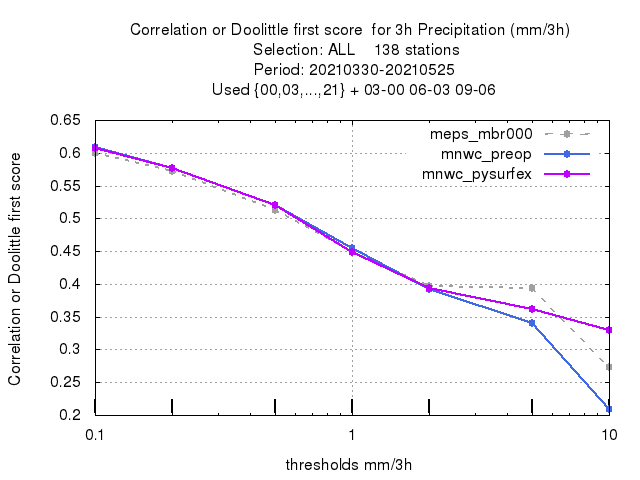 Correlation or Doolittle first score  for 3h Precipitation (mm/3h)
Selection: ALL    138 stations
Period: 20210330-20210525
Used {00,03,...,21} + 03-00 06-03 09-06
meps_mbr000
mnwc_preop
mnwc_pysurfex
Correlation or Doolittle first score
0.65
0.6
0.55
0.5
0.45
0.4
0.35
0.3
0.25
0.2
0.1
1
10
thresholds mm/3h